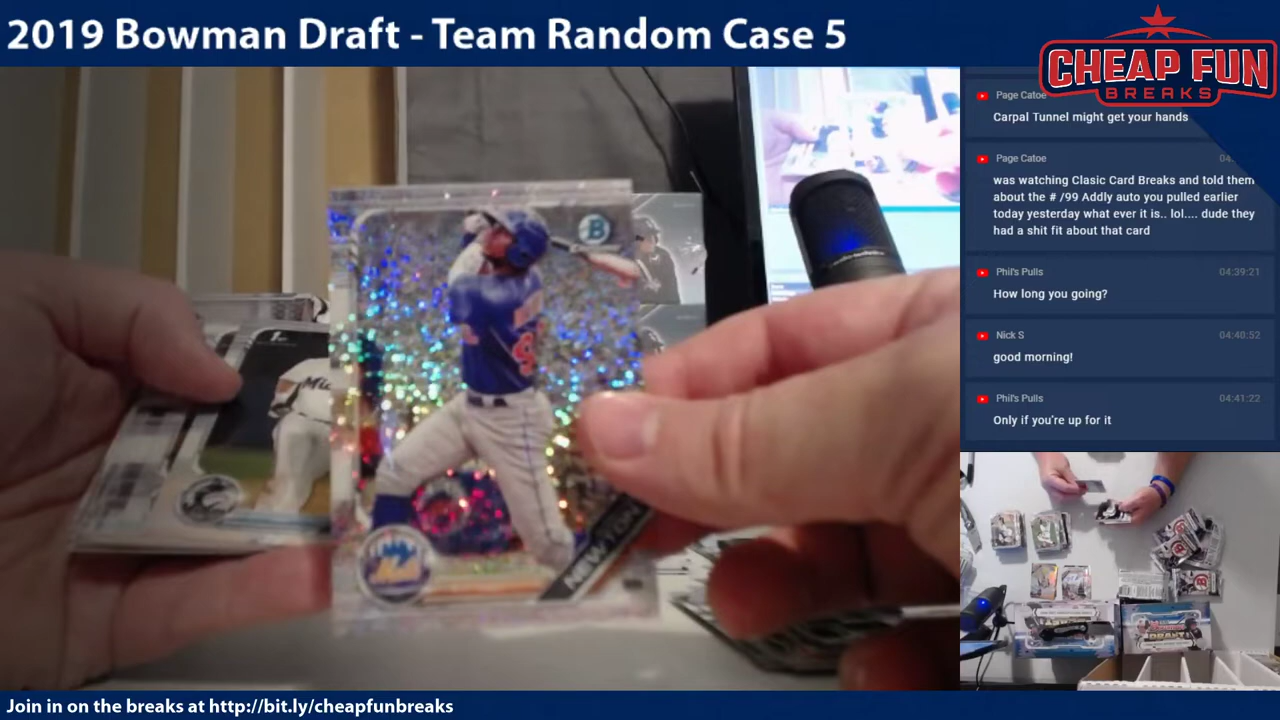 2019 Bowman Draft - Team Random Case 5
CHEAP FUN
BREAKS
Page Catoe
Carpal Tunnel might get your hands
Page Catoe
was watching Clasic Card Breaks and told them
about the # /99 Addly auto you pulled earlier
today yesterday what ever it is.. lol.... dude they
had a shit fit about that card
Phil's Pulls 04:39:21
How long you going?
Nick S 04:40:52
good morning!
Phil's Pulls 04:41:22
Only if you're up for it
B
Mets
NEWTON
Join in on the breaks at http://bit.ly/cheapfunbreaks